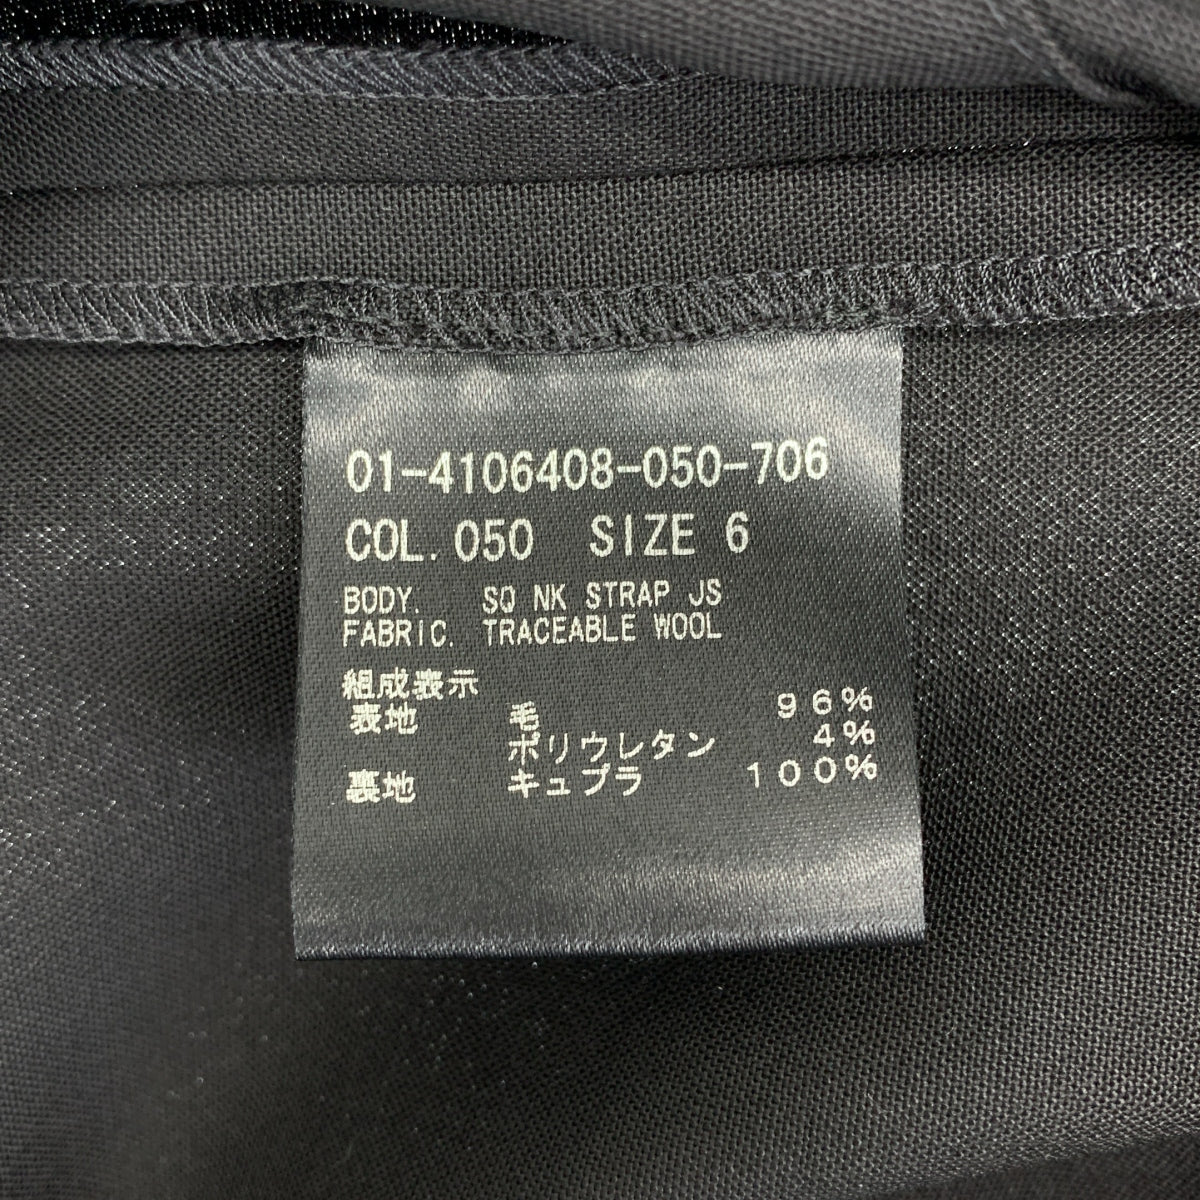 01-4106408-050-706
COL. 050 SIZE 6
BODY. SQ NK STRAP JS
FABRIC. TRACEABLE WOOL
組成表示
表地 毛 96%
ポリウレタン 4%
裏地 キュプラ 100%